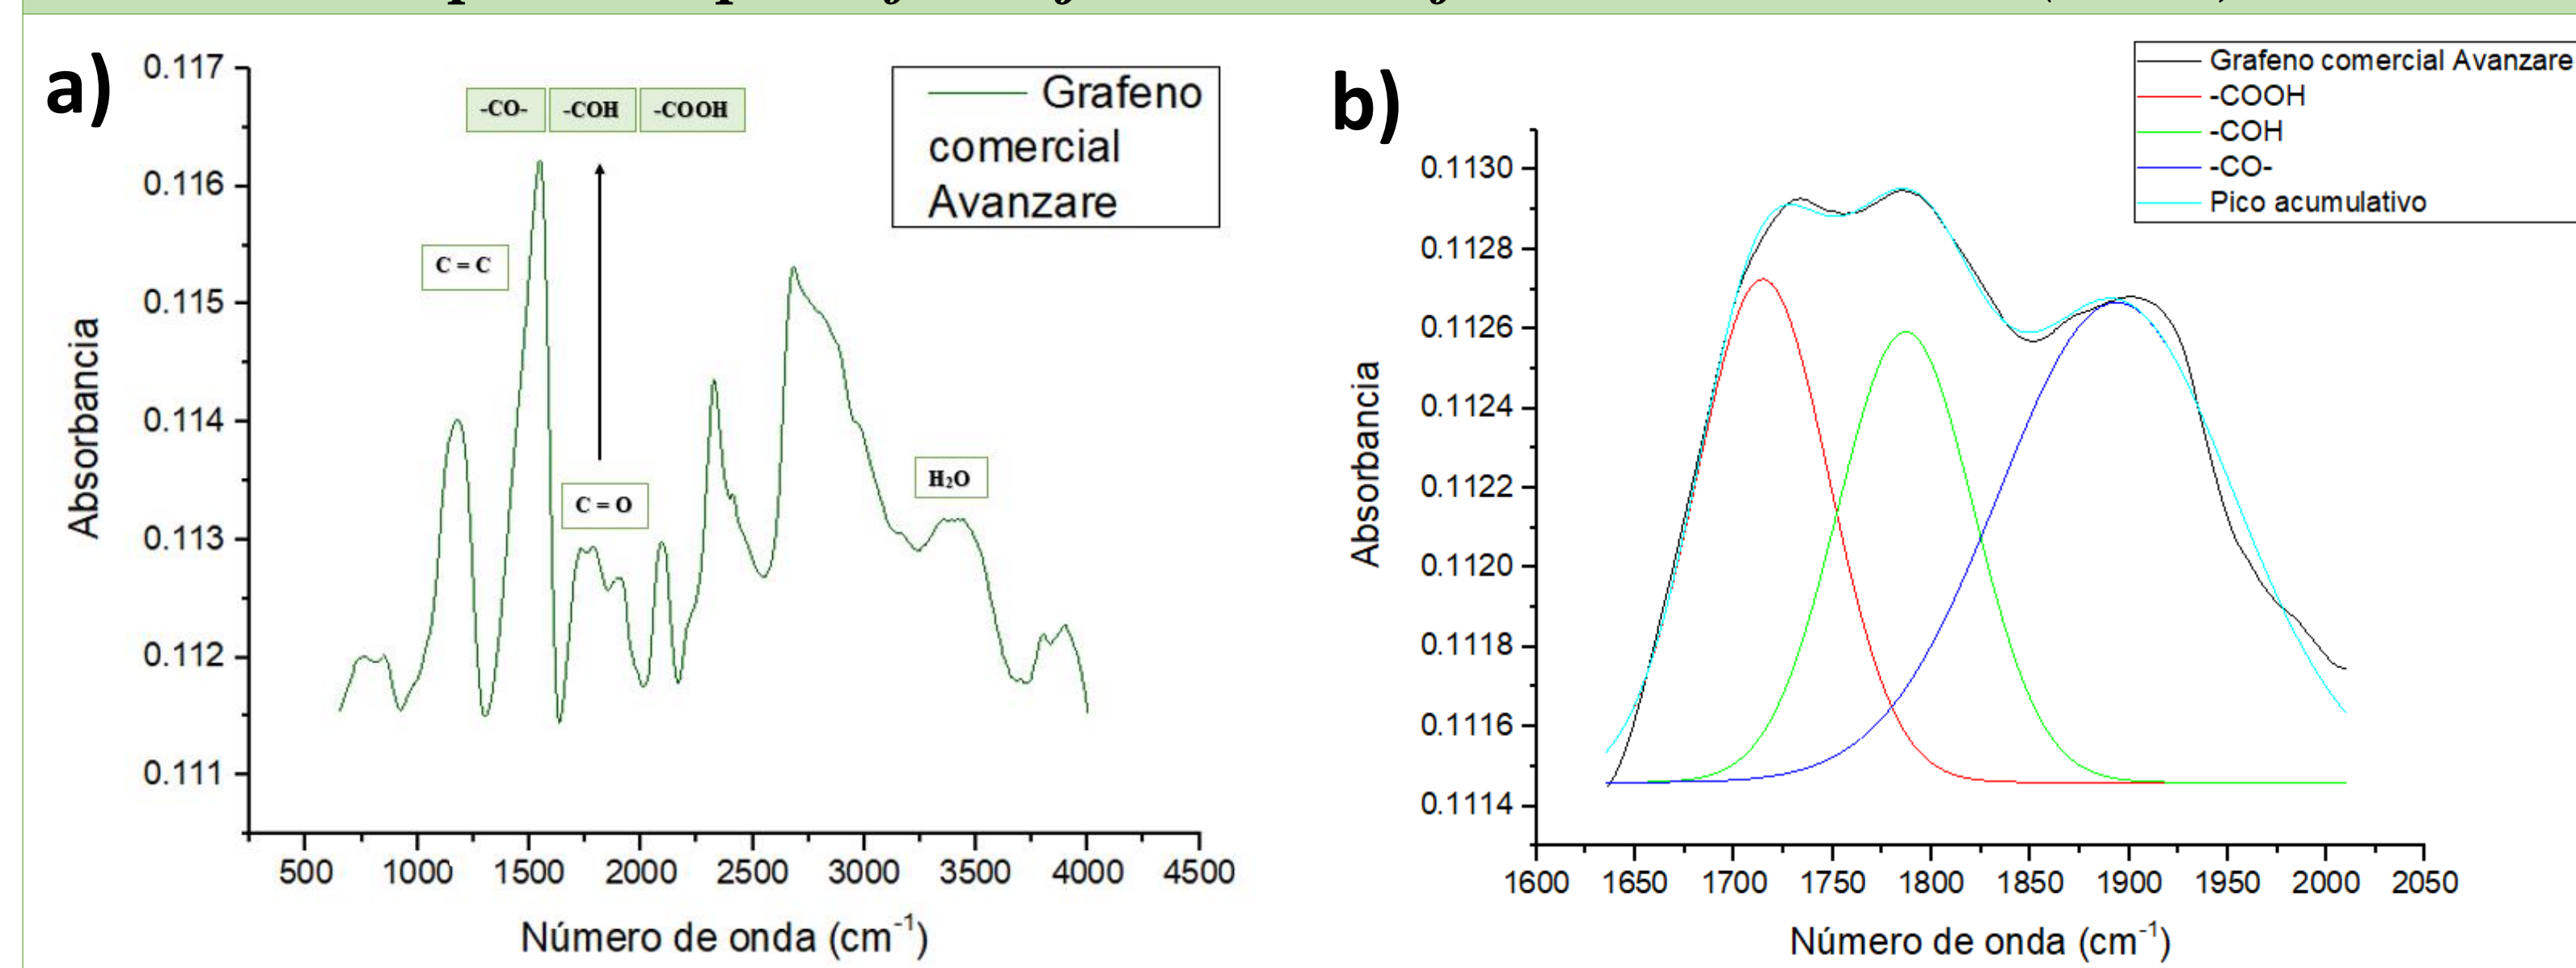 a)
0.117
0.116
0.115
0.114
0.113
0.112
0.111
Absorbancia
-CO- -COH -COOH
C = C
C = O
H₂O
Grafeno
comercial
Avanzare
500 1000 1500 2000 2500 3000 3500 4000 4500
Número de onda (cm⁻¹)
b)
Grafeno comercial Avanzare
-COOH
-COH
-CO-
Pico acumulativo
0.1130
0.1128
0.1126
0.1124
0.1122
0.1120
0.1118
0.1116
0.1114
Absorbancia
1600 1650 1700 1750 1800 1850 1900 1950 2000 2050
Número de onda (cm⁻¹)